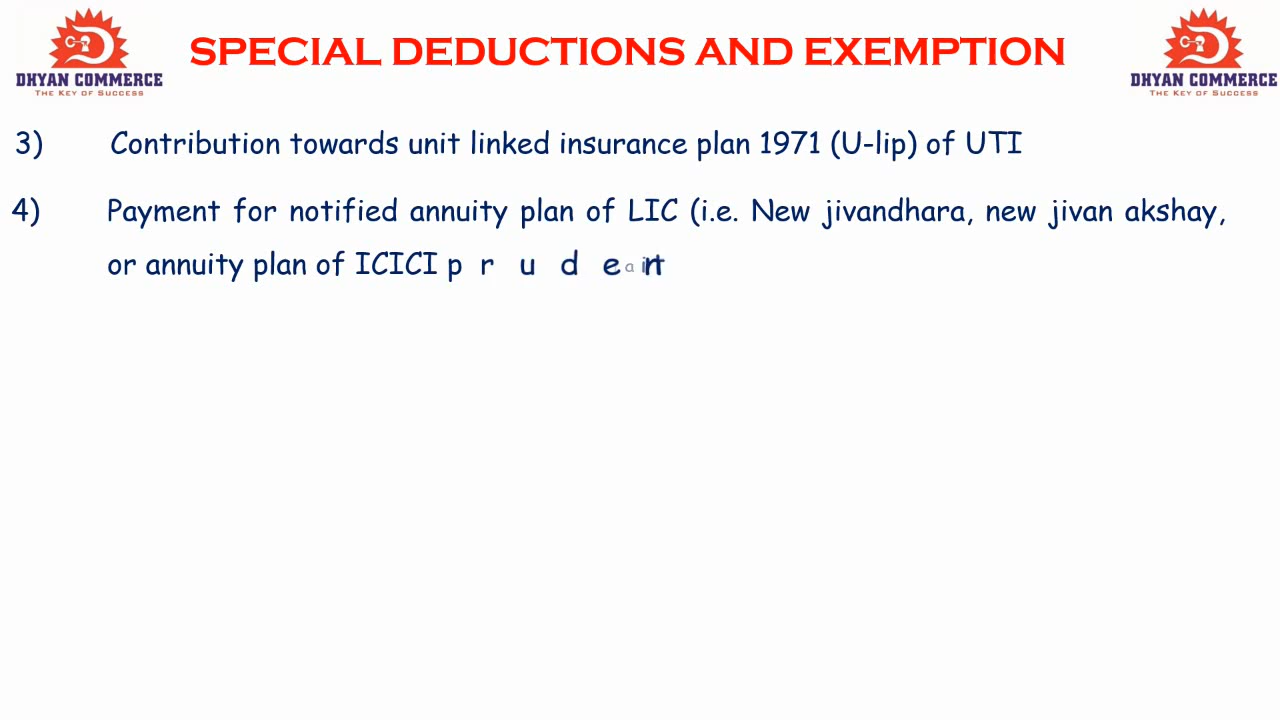 DHYAN COMMERCE
THE KEY OF SUCCESS
SPECIAL DEDUCTIONS AND EXEMPTION
DHYAN COMMERCE
THE KEY OF SUCCESS
3) Contribution towards unit linked insurance plan 1971 (U-lip) of UTI
4) Payment for notified annuity plan of LIC (i.e. New jivandhara, new jivan akshay,
or annuity plan of ICICI